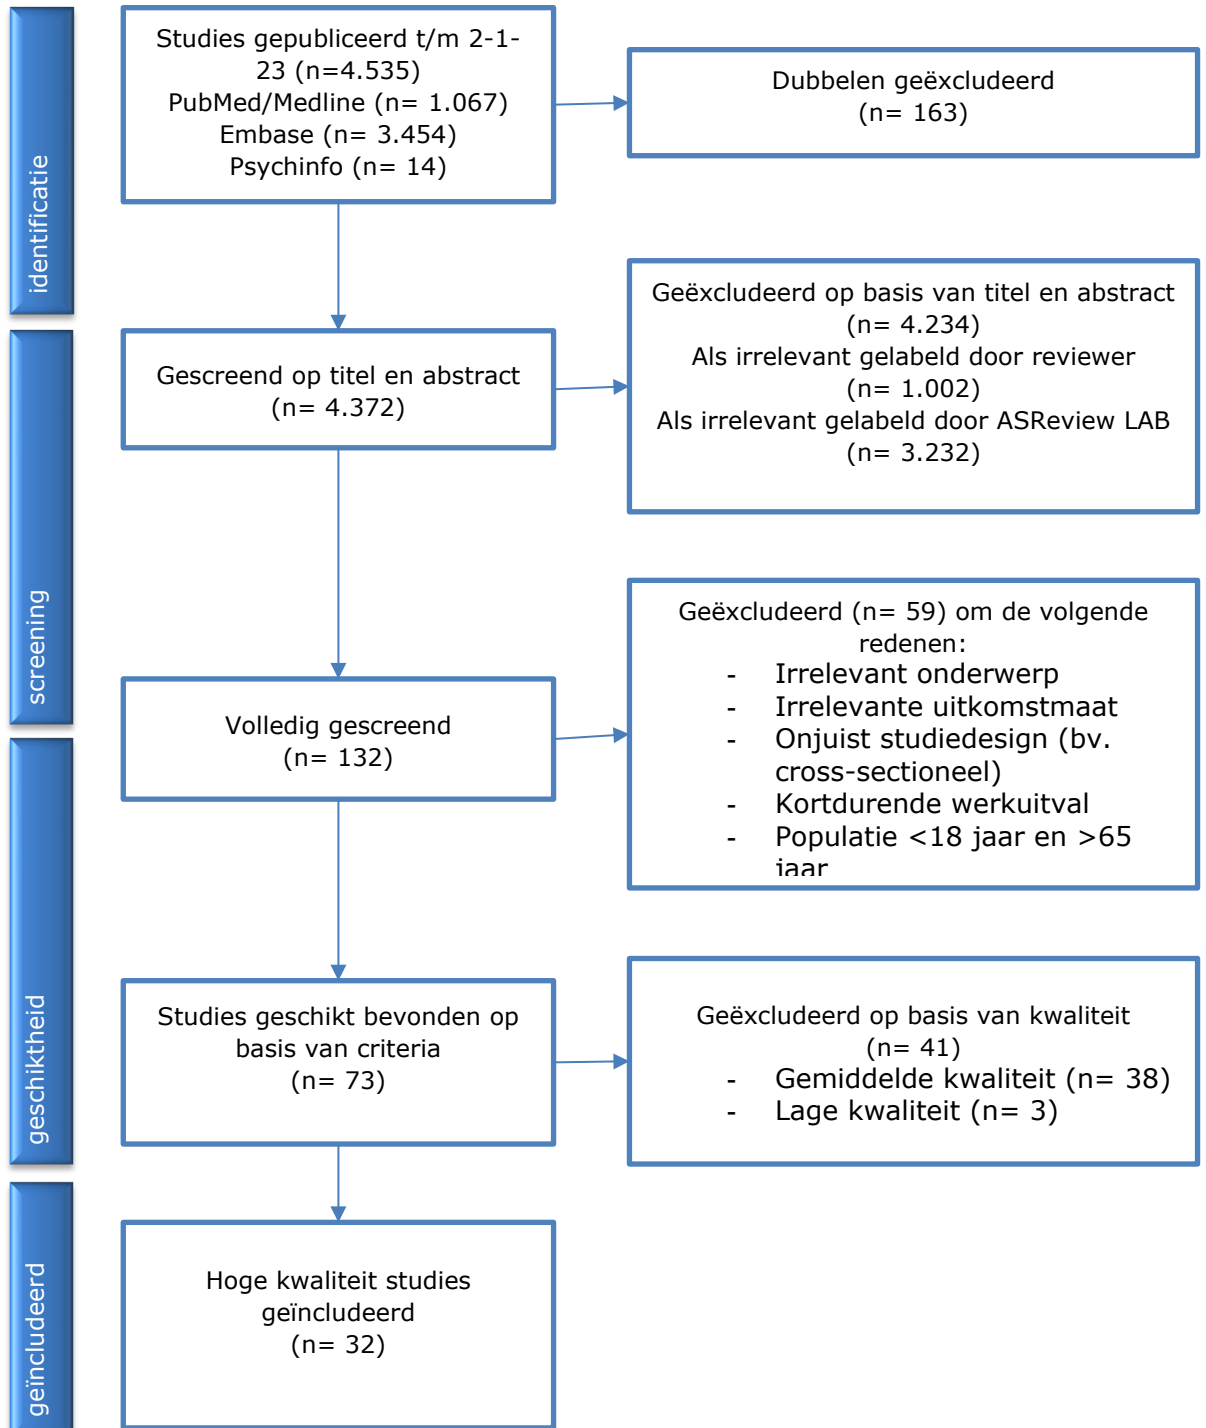 identificatie
Studies gepubliceerd t/m 2-1-
23 (n=4.535)
PubMed/Medline (n= 1.067)
Embase (n= 3.454)
Psychinfo (n= 14)
Dubbelen geëxcludeerd
(n= 163)
screening
Gescreend op titel en abstract
(n= 4.372)
Geëxcludeerd op basis van titel en abstract
(n= 4.234)
Als irrelevant gelabeld door reviewer
(n= 1.002)
Als irrelevant gelabeld door ASReview LAB
(n= 3.232)
Volledig gescreend
(n= 132)
Geëxcludeerd (n= 59) om de volgende
redenen:
- Irrelevant onderwerp
- Irrelevante uitkomstmaat
- Onjuist studiedesign (bv.
cross-sectioneel)
- Kortdurende werkuitval
- Populatie <18 jaar en >65
jaar
geschiktheid
Studies geschikt bevonden op
basis van criteria
(n= 73)
Geëxcludeerd op basis van kwaliteit
(n= 41)
- Gemiddelde kwaliteit (n= 38)
- Lage kwaliteit (n= 3)
geïncludeerd
Hoge kwaliteit studies
geïncludeerd
(n= 32)